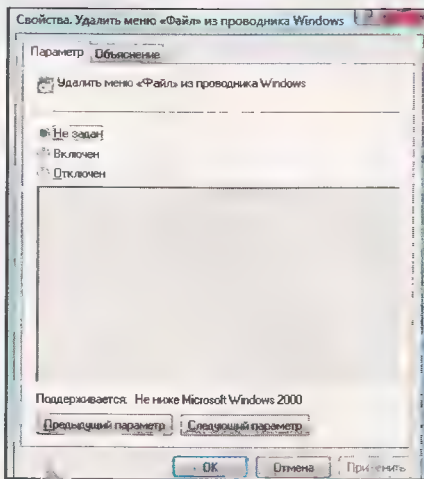 Свойства. Удалить меню «Файл» из проводника Windows
Параметр Объяснение
Удалить меню «Файл» из проводника Windows
Не задан
Включен
Отключен
Поддерживается: Не ниже Microsoft Windows 2000
Предыдущий параметр Следующий параметр
ОК Отмена Применить